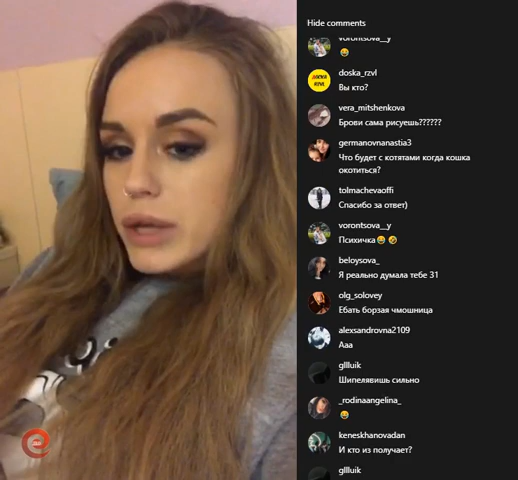 Hide comments
vorontsova__y
😂
doska_rzvl
Вы кто?
vera_mitshenkova
Брови сама рисуешь??????
germanovnanastia3
Что будет с котятами когда кошка
окотиться?
tolmachevaoffi
Спасибо за ответ)
vorontsova__y
Психичка😂🤣
beloysova_
Я реально думала тебе 31
olg_solovey
Ебать борзая чмошница
alexsandrovna2109
Ааа
gllluik
Шипелявишь сильно
_rodinaangelina_
😂
keneskhanovadan
И кто из получает?
gllluik